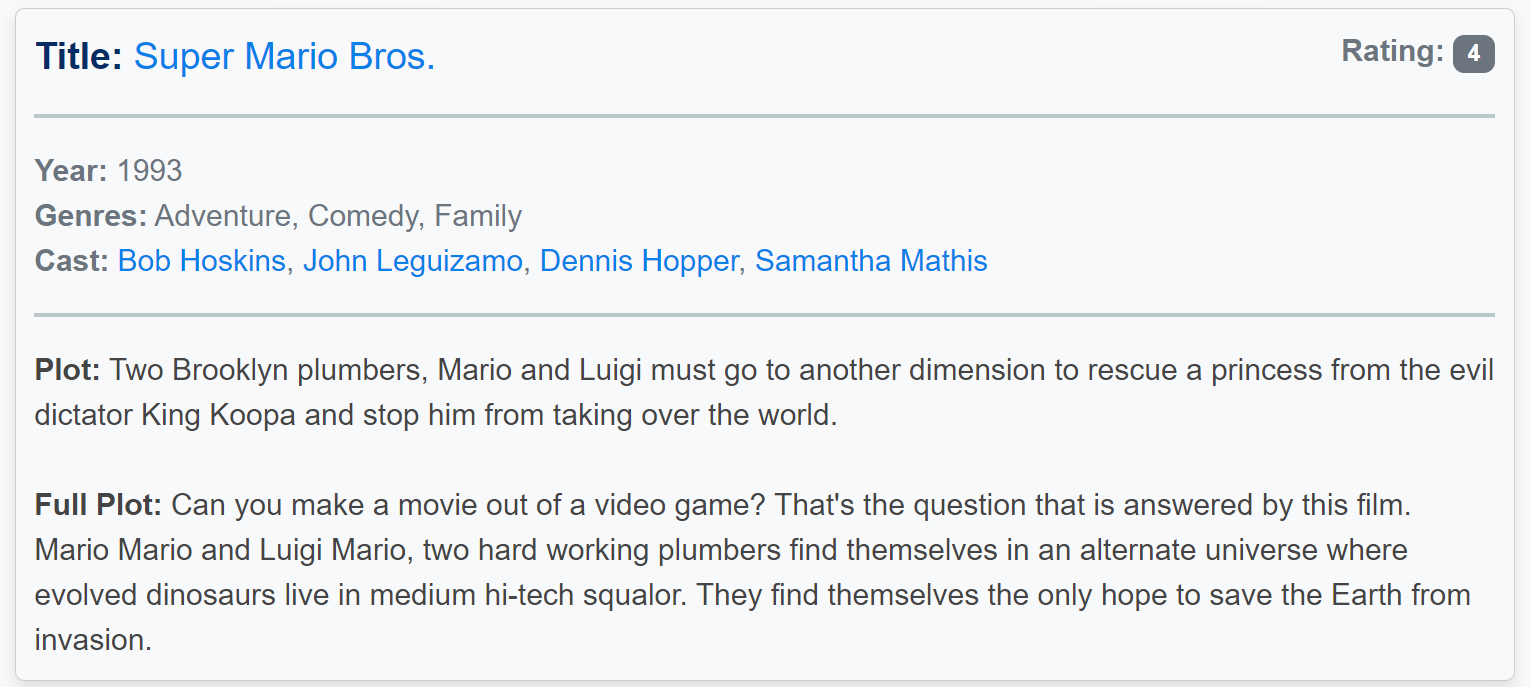 Title: Super Mario Bros.
Rating: 4
Year: 1993
Genres: Adventure, Comedy, Family
Cast: Bob Hoskins, John Leguizamo, Dennis Hopper, Samantha Mathis
Plot: Two Brooklyn plumbers, Mario and Luigi must go to another dimension to rescue a princess from the evil
dictator King Koopa and stop him from taking over the world.
Full Plot: Can you make a movie out of a video game? That's the question that is answered by this film.
Mario Mario and Luigi Mario, two hard working plumbers find themselves in an alternate universe where
evolved dinosaurs live in medium hi-tech squalor. They find themselves the only hope to save the Earth from
invasion.